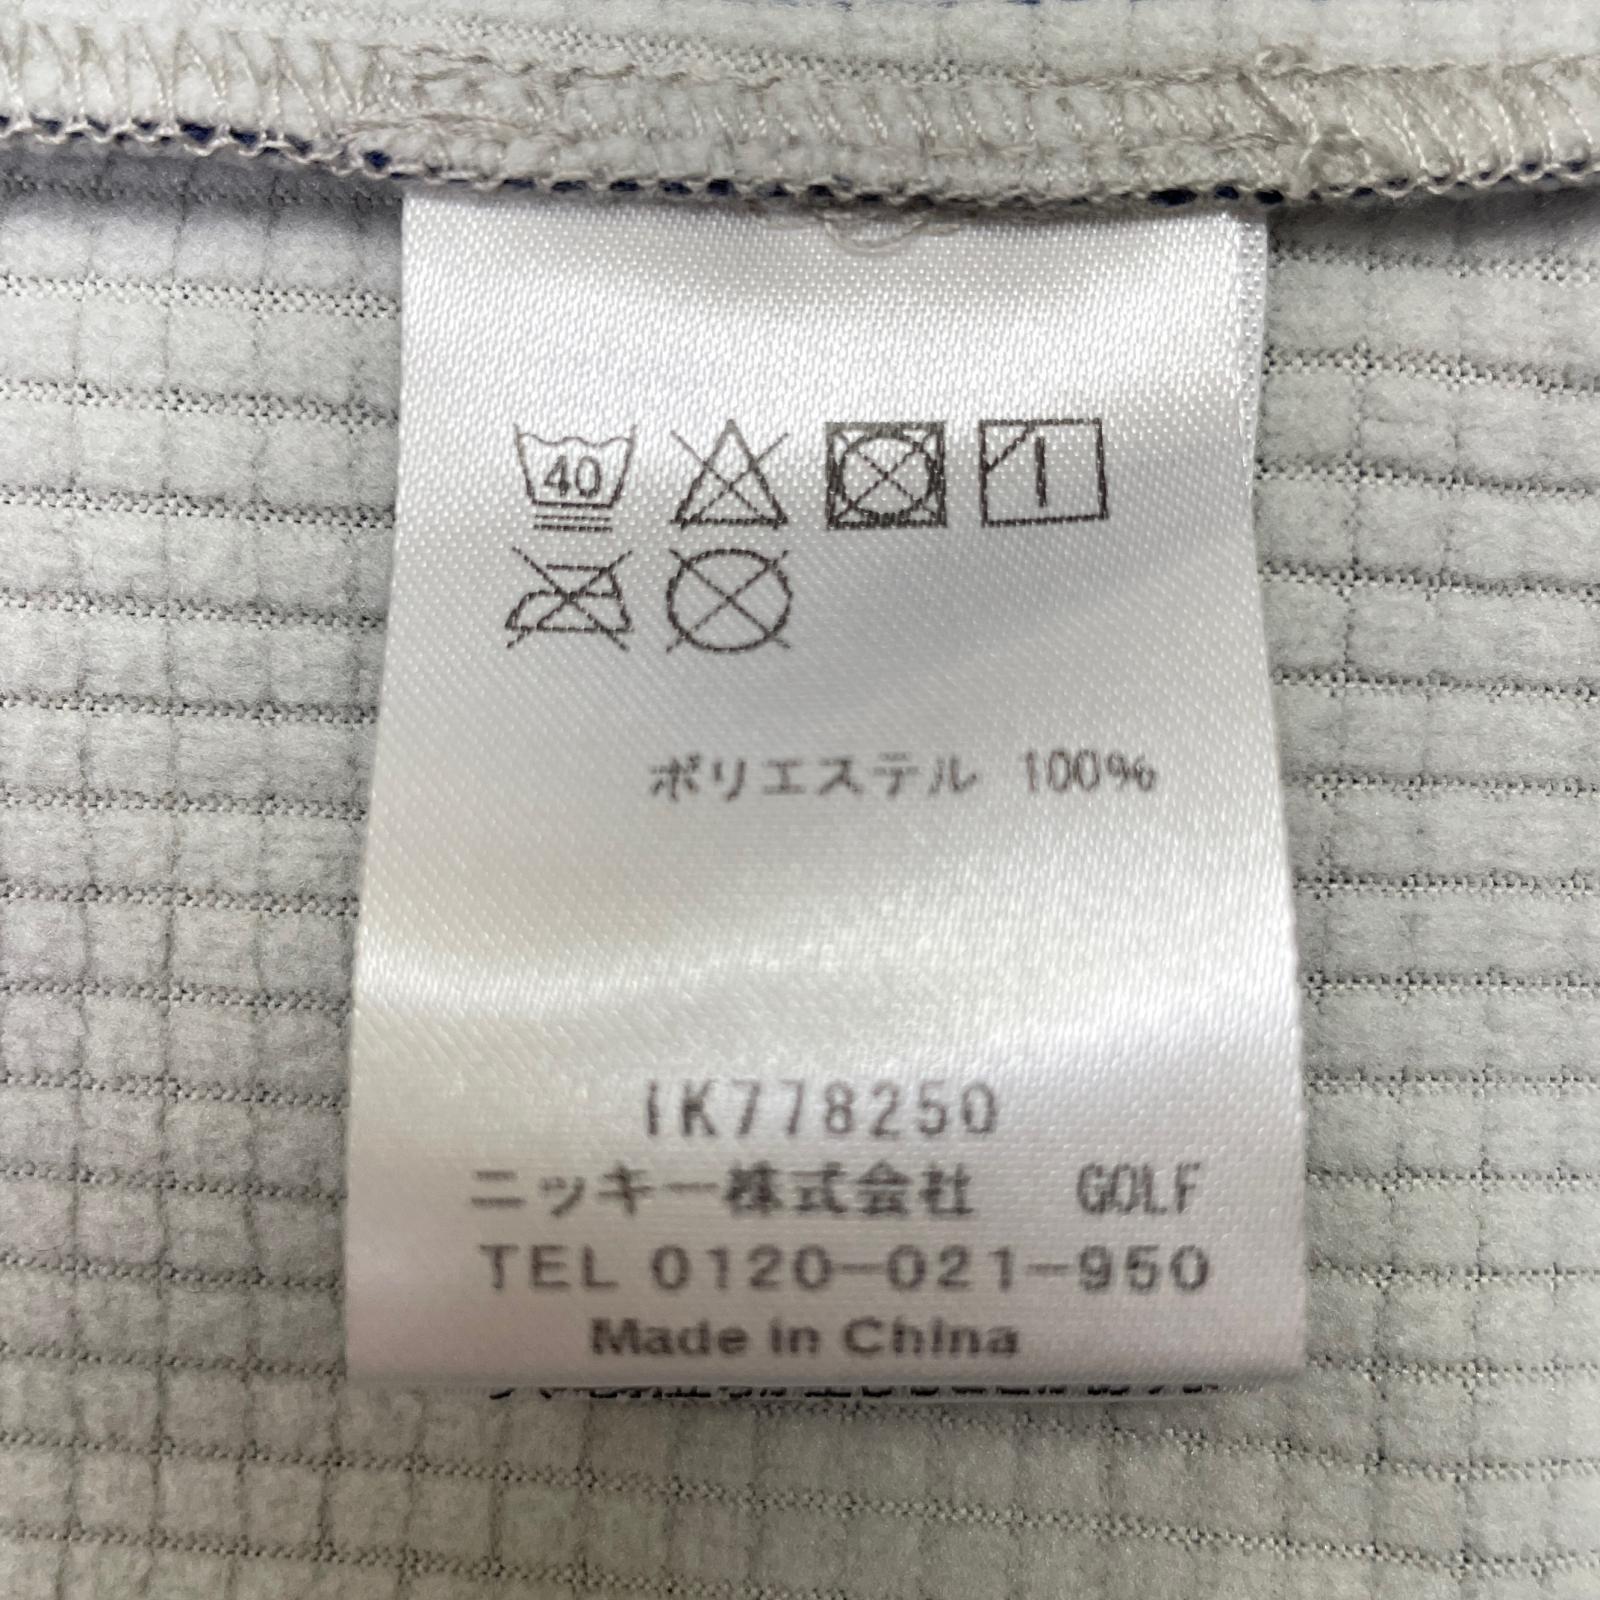 40
ポリエステル 100%
IK778250
ニッキー株式会社 GOLF
TEL 0120-021-950
Made in China